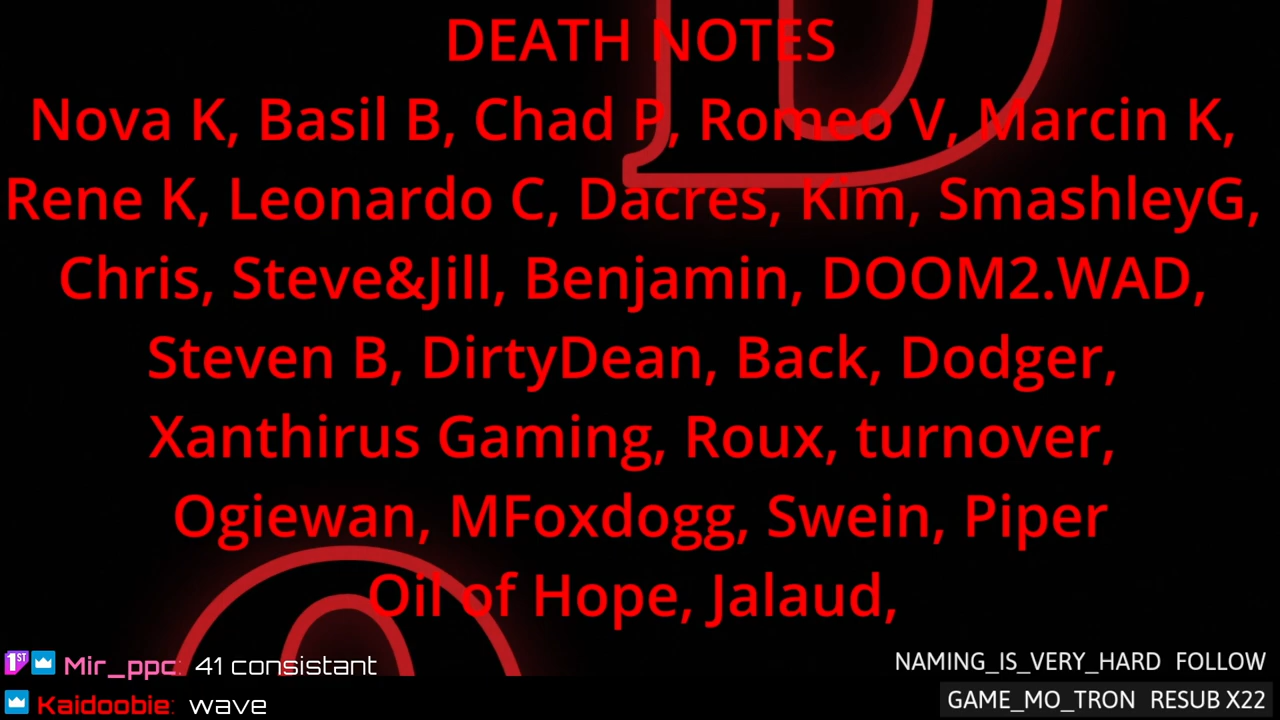 DEATH NOTES
Nova K, Basil B, Chad P, Romeo V, Marcin K,
Rene K, Leonardo C, Dacres, Kim, SmashleyG,
Chris, Steve&Jill, Benjamin, DOOM2.WAD,
Steven B, DirtyDean, Back, Dodger,
Xanthirus Gaming, Roux, turnover,
Ogiewan, MFoxdogg, Swein, Piper
Oil of Hope, Jalaud,
1ST Mir_ppc: 41 consistant
Kaidoobie: wave
NAMING_IS_VERY_HARD FOLLOW
GAME_MO_TRON RESUB X22